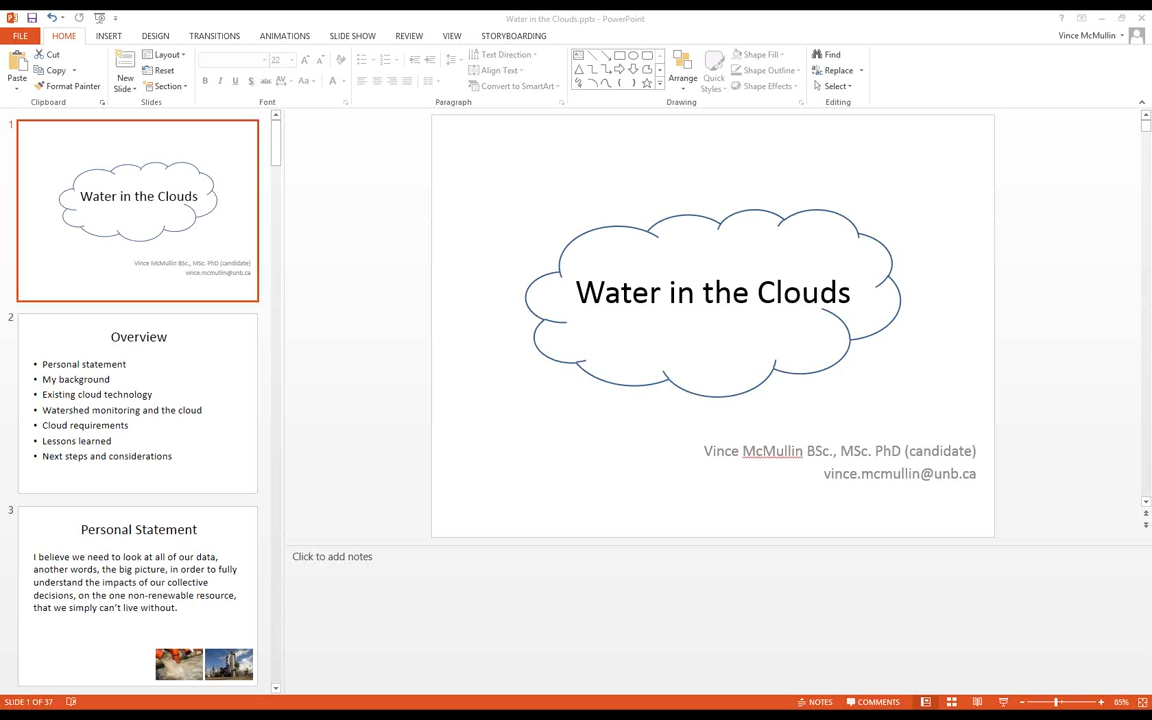 Water in the Clouds.pptx - PowerPoint
FILE HOME INSERT DESIGN TRANSITIONS ANIMATIONS SLIDE SHOW REVIEW VIEW STORYBOARDING
Vince McMullin
Paste
Cut
Copy
Format Painter
Clipboard
New
Slide
Layout
Reset
Section
Slides
22
Font
Text Direction
Align Text
Convert to SmartArt
Paragraph
Arrange
Quick
Styles
Shape Fill
Shape Outline
Shape Effects
Drawing
Find
Replace
Select
Editing
1
Water in the Clouds
Vince McMullin BSc., MSc. PhD (candidate)
vince.mcmullin@unb.ca
2
Overview
• Personal statement
• My background
• Existing cloud technology
• Watershed monitoring and the cloud
• Cloud requirements
• Lessons learned
• Next steps and considerations
3
Personal Statement
I believe we need to look at all of our data,
another words, the big picture, in order to fully
understand the impacts of our collective
decisions, on the one non-renewable resource,
that we simply can't live without.
Water in the Clouds
Vince McMullin BSc., MSc. PhD (candidate)
vince.mcmullin@unb.ca
Click to add notes
SLIDE 1 OF 37
NOTES
COMMENTS
85%